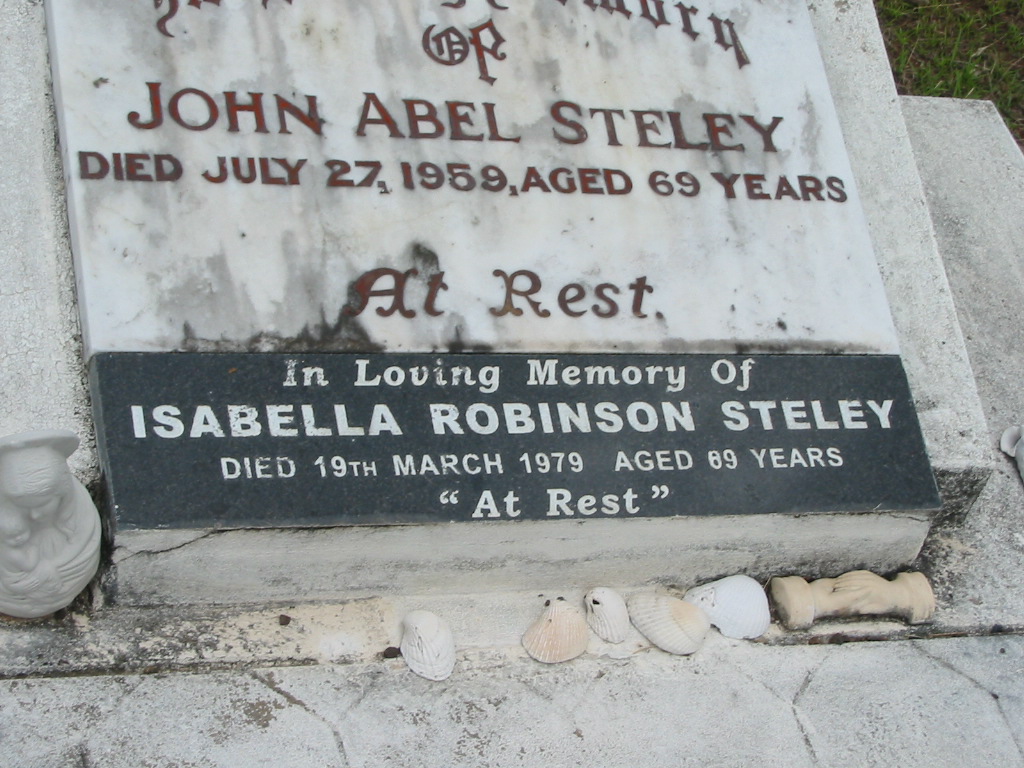 Memory
Of
JOHN ABEL STELEY
DIED JULY 27, 1959, AGED 69 YEARS
At Rest.
In Loving Memory Of
ISABELLA ROBINSON STELEY
DIED 19TH MARCH 1979 AGED YEARS
“At Rest”